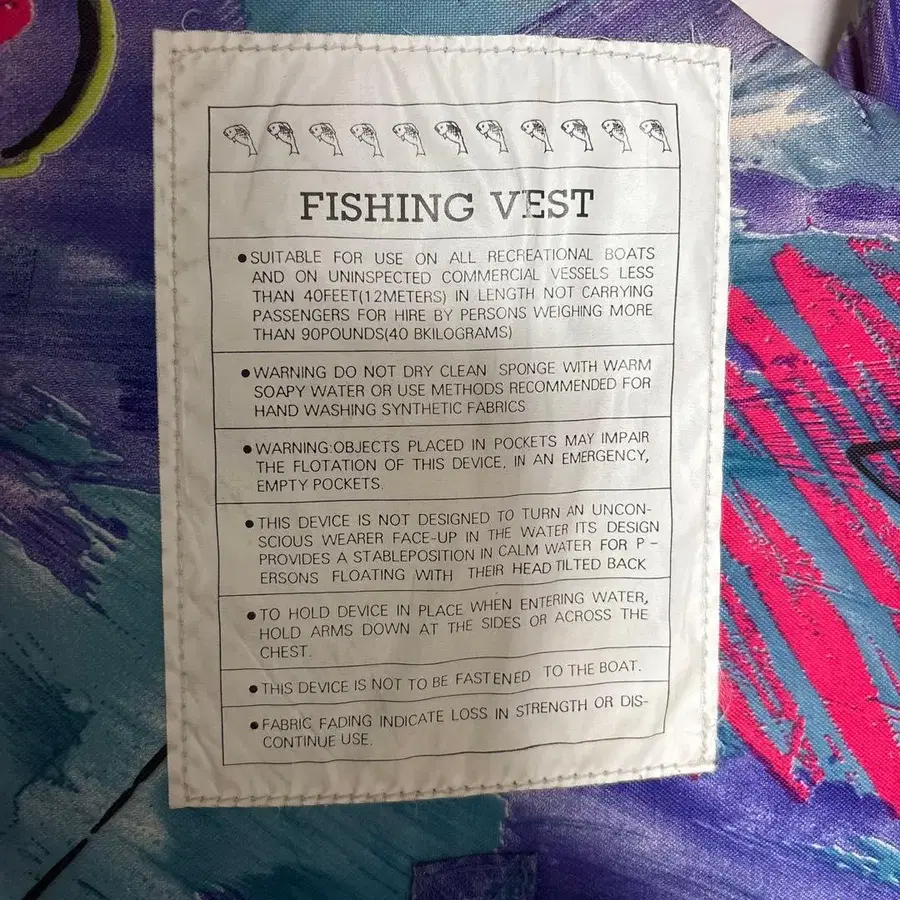 FISHING VEST
●SUITABLE FOR USE ON ALL RECREATIONAL BOATS
AND ON UNINSPECTED COMMERCIAL VESSELS LESS
THAN 40FEET(12METERS) IN LENGTH NOT CARRYING
PASSENGERS FOR HIRE BY PERSONS WEIGHING MORE
THAN 90POUNDS(40 BKILOGRAMS)
●WARNING DO NOT DRY CLEAN SPONGE WITH WARM
SOAPY WATER OR USE METHODS RECOMMENDED FOR
HAND WASHING SYNTHETIC FABRICS
●WARNING:OBJECTS PLACED IN POCKETS MAY IMPAIR
THE FLOTATION OF THIS DEVICE. IN AN EMERGENCY,
EMPTY POCKETS.
●THIS DEVICE IS NOT DESIGNED TO TURN AN UNCON-
SCIOUS WEARER FACE-UP IN THE WATER ITS DESIGN
PROVIDES A STABLEPOSITION IN CALM WATER FOR P-
ERSONS FLOATING WITH THEIR HEAD TILTED BACK
●TO HOLD DEVICE IN PLACE WHEN ENTERING WATER,
HOLD ARMS DOWN AT THE SIDES OR ACROSS THE
CHEST.
●THIS DEVICE IS NOT TO BE FASTENED TO THE BOAT.
●FABRIC FADING INDICATE LOSS IN STRENGTH OR DIS-
CONTINUE USE.